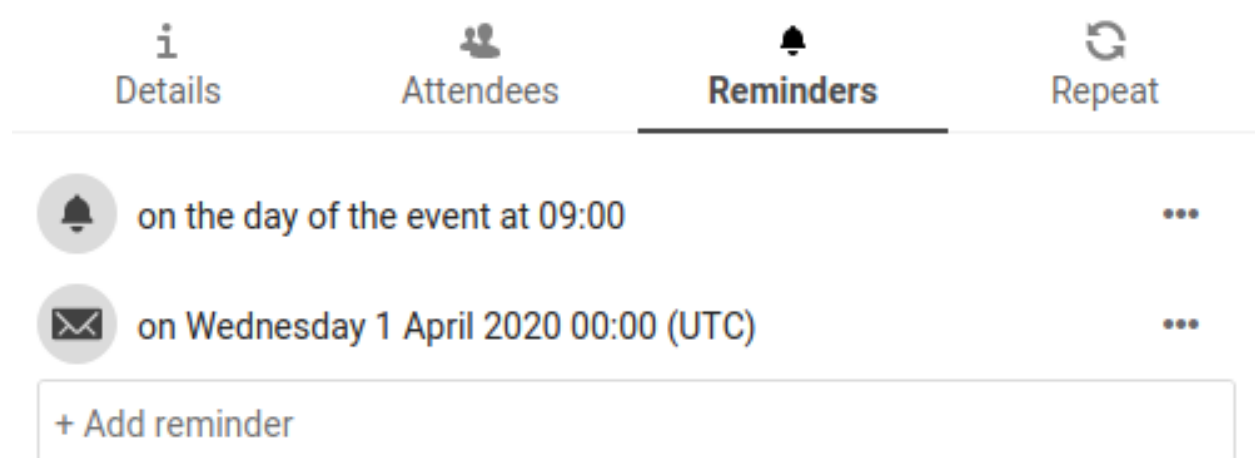 Details Attendees Reminders Repeat
on the day of the event at 09:00
on Wednesday 1 April 2020 00:00 (UTC)
+ Add reminder